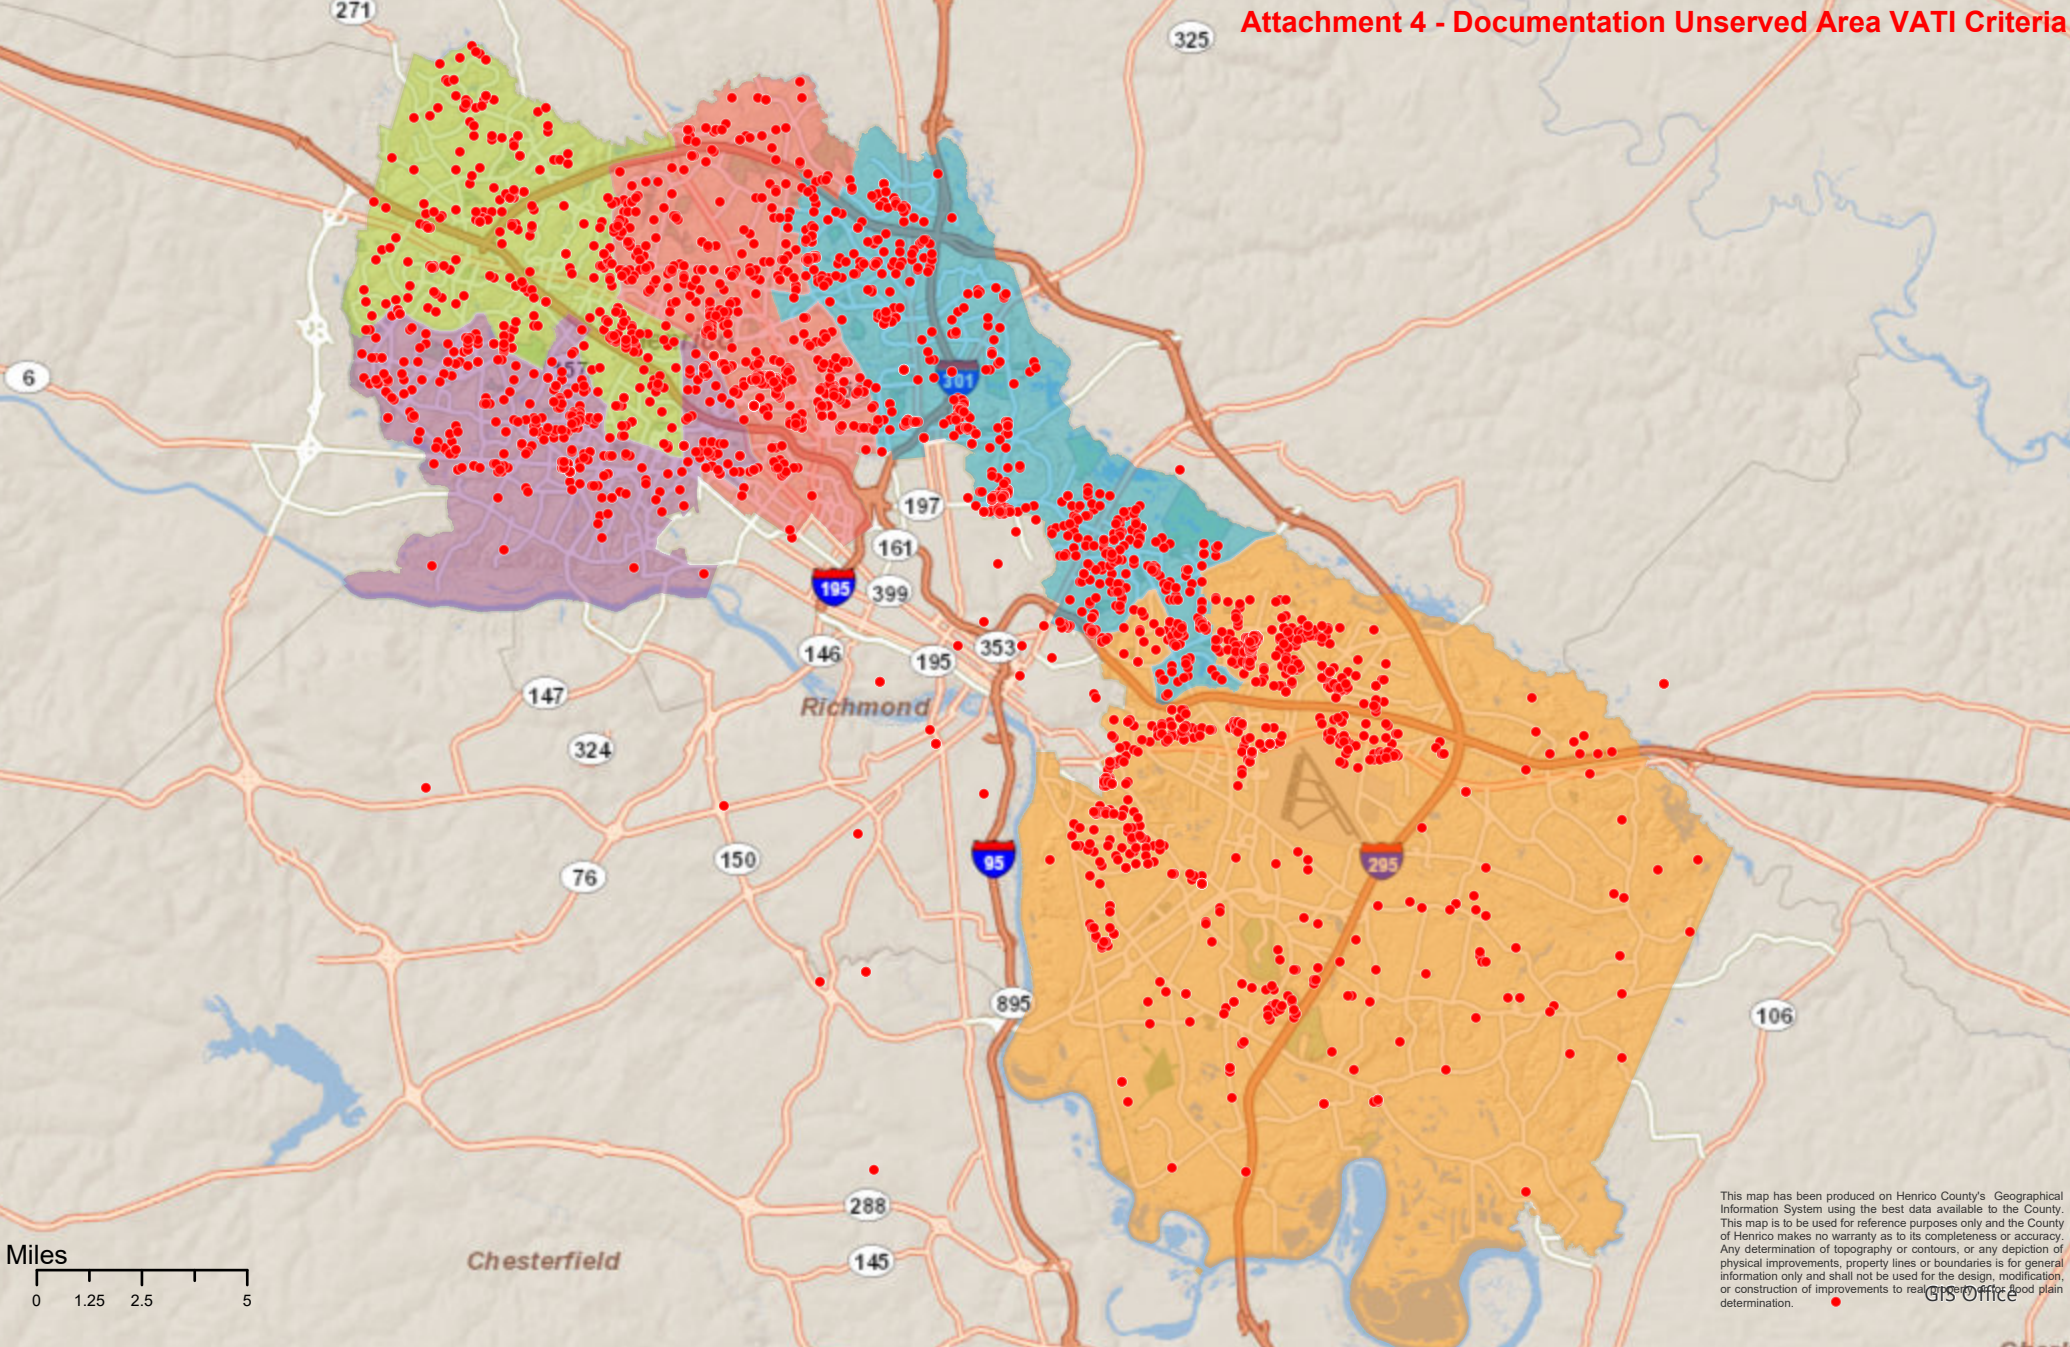 271
325
Attachment 4 - Documentation Unserved Area VATI Criteria
6
57
301
197
161
195
399
146
195
353
147
Richmond
324
150
76
95
295
895
106
288
Chesterfield
145
Miles
0 1.25 2.5 5
This map has been produced on Henrico County's Geographical
Information System using the best data available to the County.
This map is to be used for reference purposes only and the County
of Henrico makes no warranty as to its completeness or accuracy.
Any determination of topography or contours, or any depiction of
physical improvements, property lines or boundaries is for general
information only and shall not be used for the design, modification,
or construction of improvements to real property or for flood plain
determination.
GIS Office